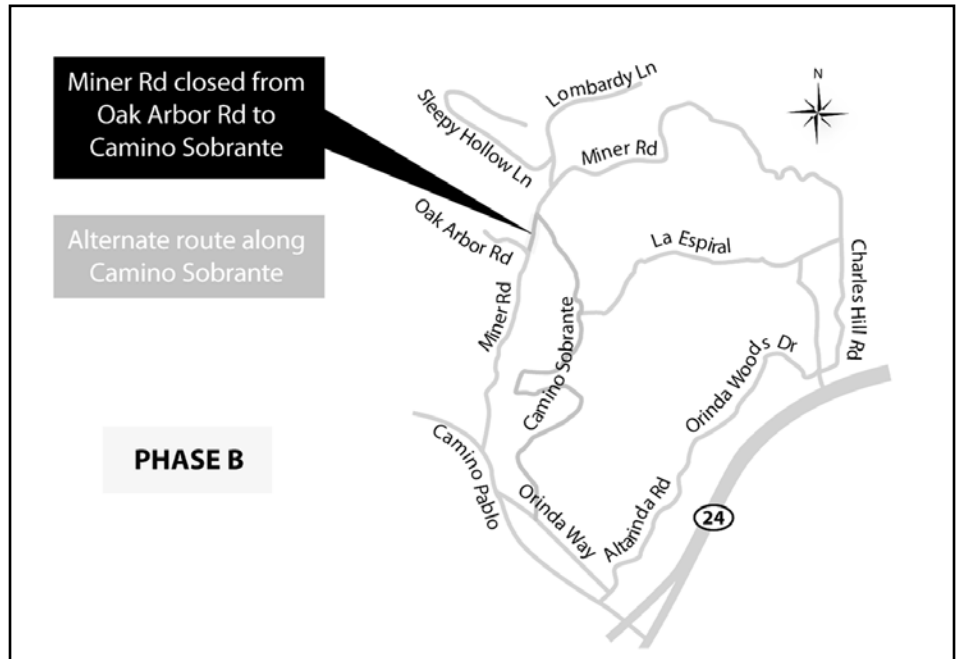 Miner Rd closed from
Oak Arbor Rd to
Camino Sobrante
Alternate route along
Camino Sobrante
PHASE B
N
Lombardy Ln
Sleepy Hollow Ln
Miner Rd
Oak Arbor Rd
La Espiral
Charles Hill Rd
Miner Rd
Camino Sobrante
Orinda Woods Dr
Camino Pablo
Orinda Way
Altarinda Rd
24